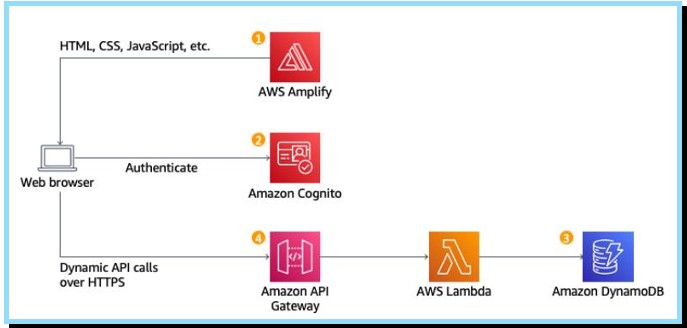 HTML, CSS, JavaScript, etc.
1
AWS Amplify
2
Web browser
Authenticate
Amazon Cognito
4
3
Dynamic API calls
over HTTPS
Amazon API
Gateway
AWS Lambda
Amazon DynamoDB